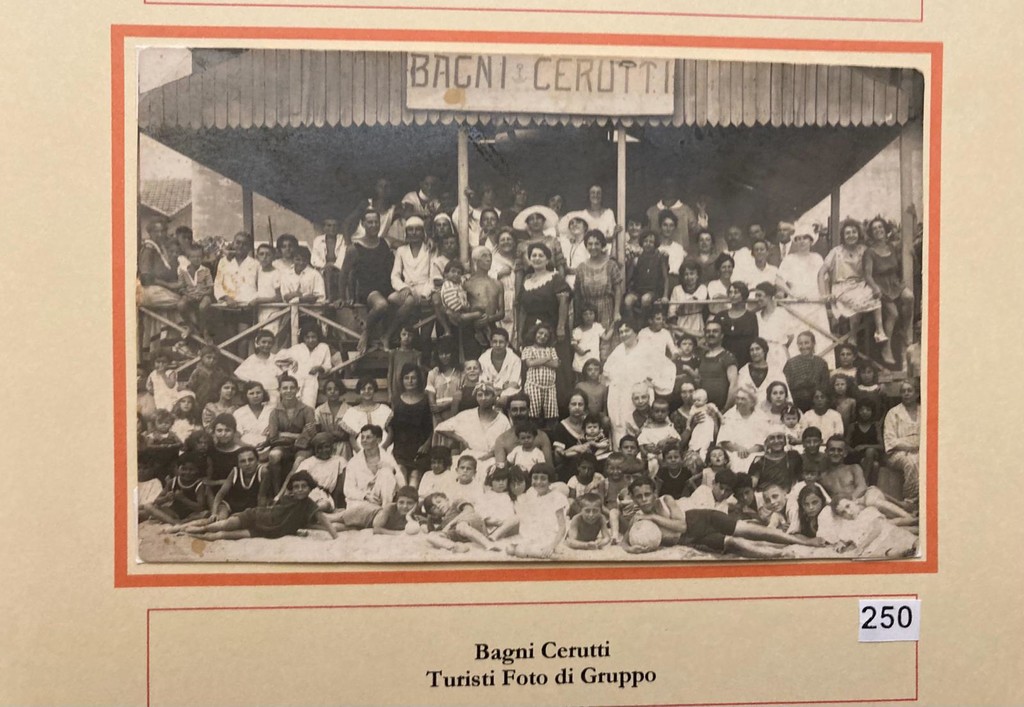 BAGNI CERUTTI
250
Bagni Cerutti
Turisti Foto di Gruppo